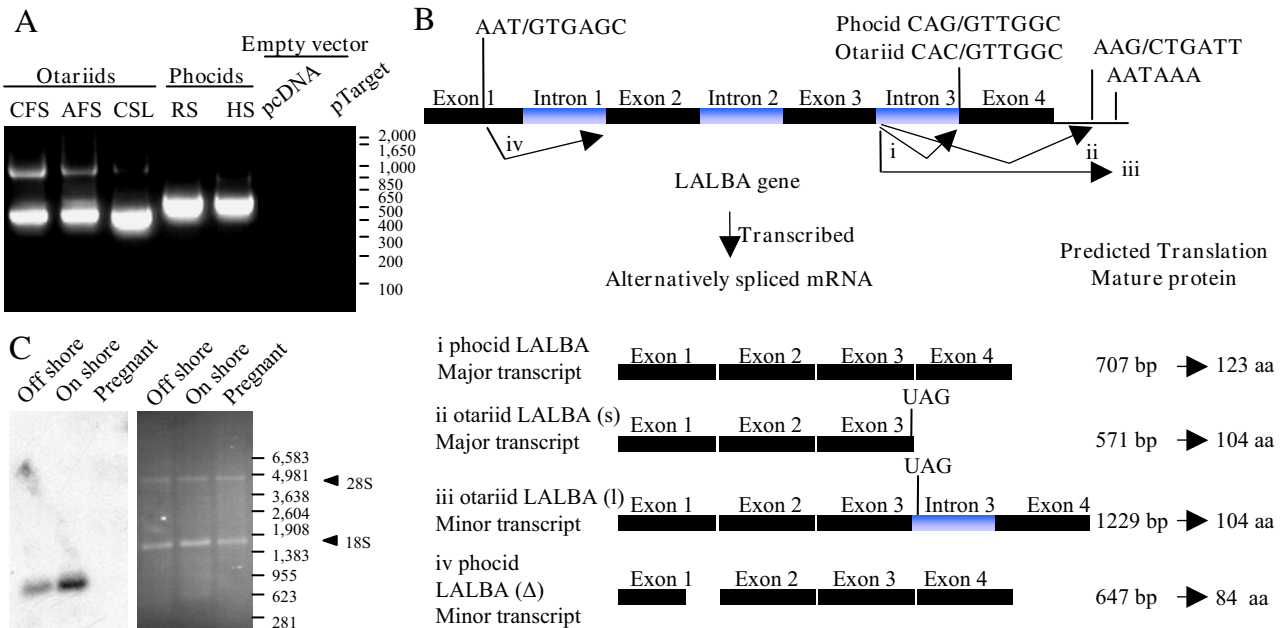 A
Empty vector
Otariids
Phocids
pcDNA
pTarget
CFS AFS CSL RS HS
2,000
1,650
1,000
850
650
500
400
300
200
100
B
AAT/GTGAGC
Phocid CAG/GTTGGC
Otariid CAC/GTTGGC
AAG/CTGATT
AATAAA
Exon 1 Intron 1 Exon 2 Intron 2 Exon 3 Intron 3 Exon 4
iv
i
ii
iii
LALBA gene
Transcribed
Alternatively spliced mRNA
Predicted Translation
Mature protein
i phocid LALBA
Major transcript
Exon 1 Exon 2 Exon 3 Exon 4
707 bp 123 aa
UAG
ii otariid LALBA (s)
Major transcript
Exon 1 Exon 2 Exon 3
571 bp 104 aa
UAG
iii otariid LALBA (l)
Minor transcript
Exon 1 Exon 2 Exon 3 Intron 3 Exon 4
1229 bp 104 aa
iv phocid
LALBA (Δ)
Minor transcript
Exon 1 Exon 2 Exon 3 Exon 4
647 bp 84 aa
C
Off shore
On shore
Pregnant
Off shore
On shore
Pregnant
6,583
4,981
3,638
2,604
1,908
1,383
955
623
281
28S
18S